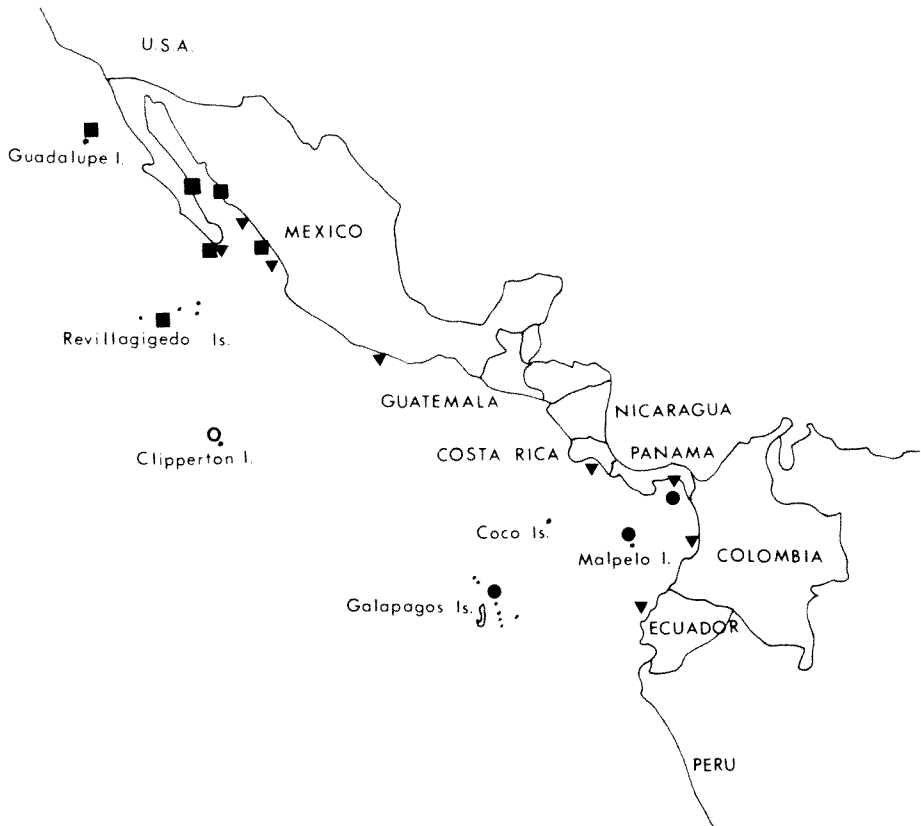 U.S.A.
Guadalupe I.
MEXICO
Revillagigedo Is.
GUATEMALA
NICARAGUA
Clipperton I.
COSTA RICA
PANAMA
Coco Is.
Malpelo I.
COLOMBIA
Galapagos Is.
ECUADOR
PERU